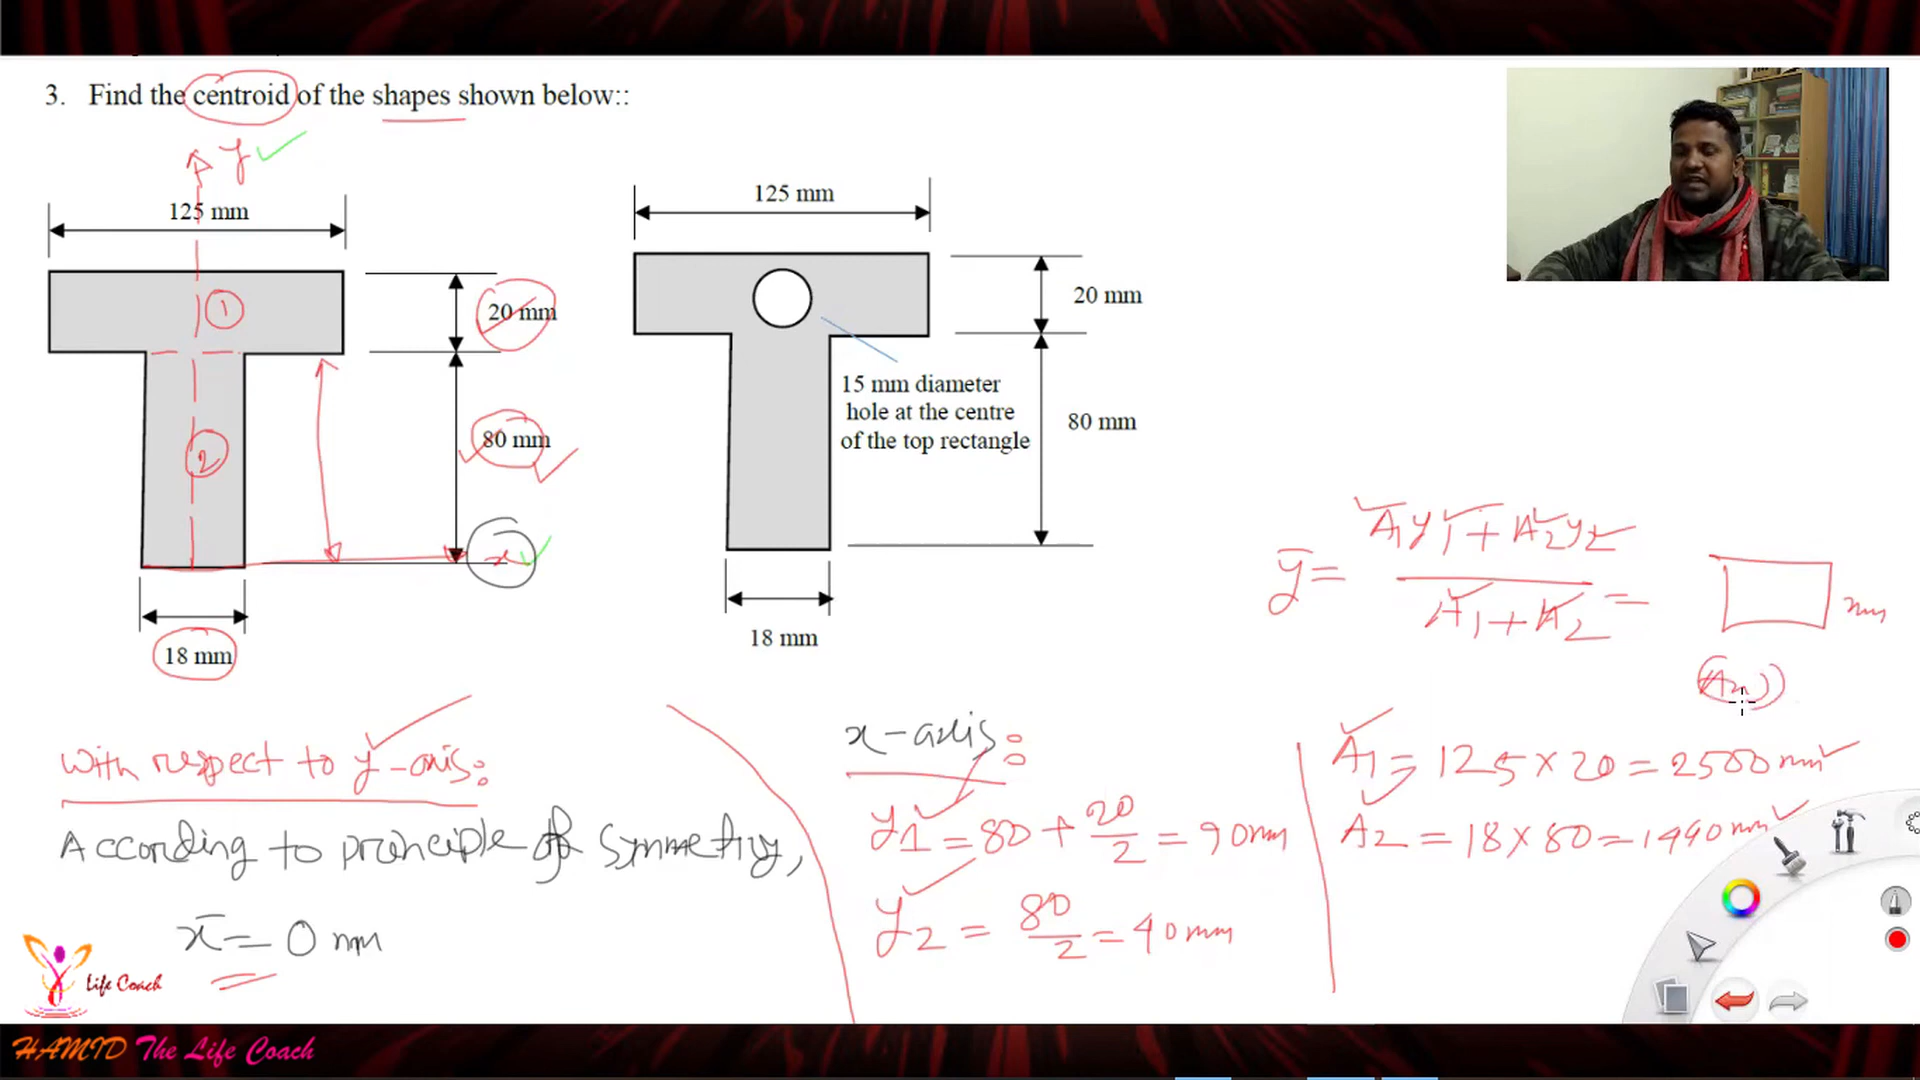 3. Find the centroid of the shapes shown below::
y
125 mm
1
20 mm
2
80 mm
x
18 mm
125 mm
20 mm
15 mm diameter
hole at the centre
of the top rectangle
80 mm
18 mm
ȳ = A1y1 + A2y2 / A1 + A2 = mm
(Ans)
With respect to y-axis:
According to principle of symmetry,
x̄ = 0 mm
x-axis:
y1 = 80 + 20/2 = 90mm
y2 = 80/2 = 40mm
A1 = 125 × 20 = 2500 mm²
A2 = 18 × 80 = 1440 mm²
Life Coach
HAMID The Life Coach